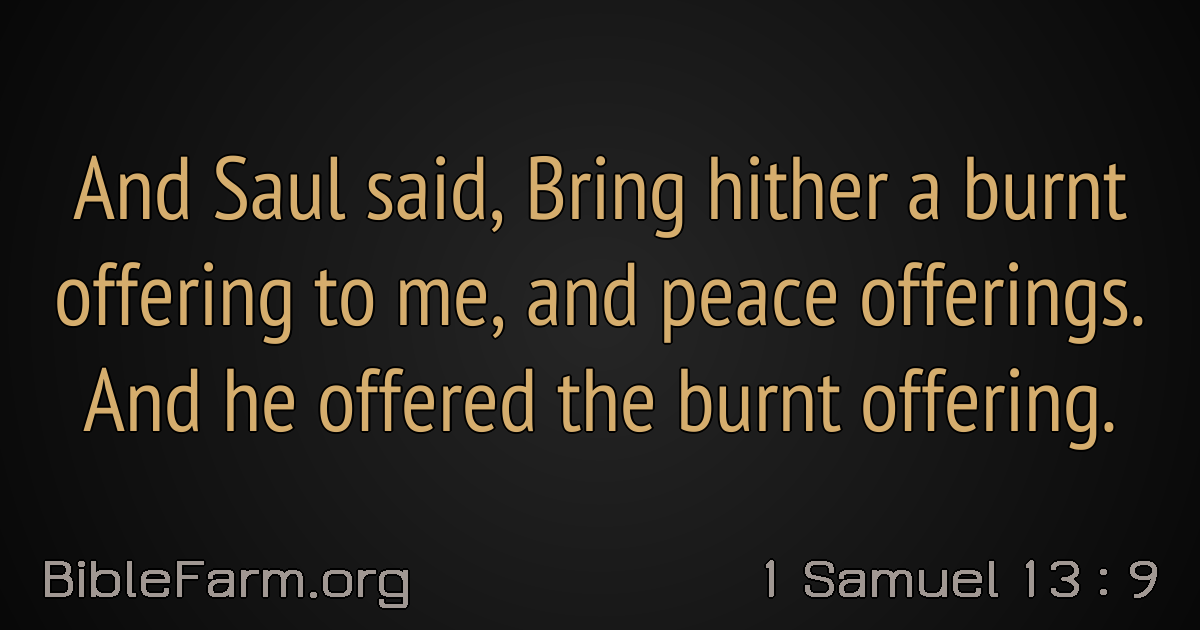 And Saul said, Bring hither a burnt
offering to me, and peace offerings.
And he offered the burnt offering.
BibleFarm.org
1 Samuel 13 : 9